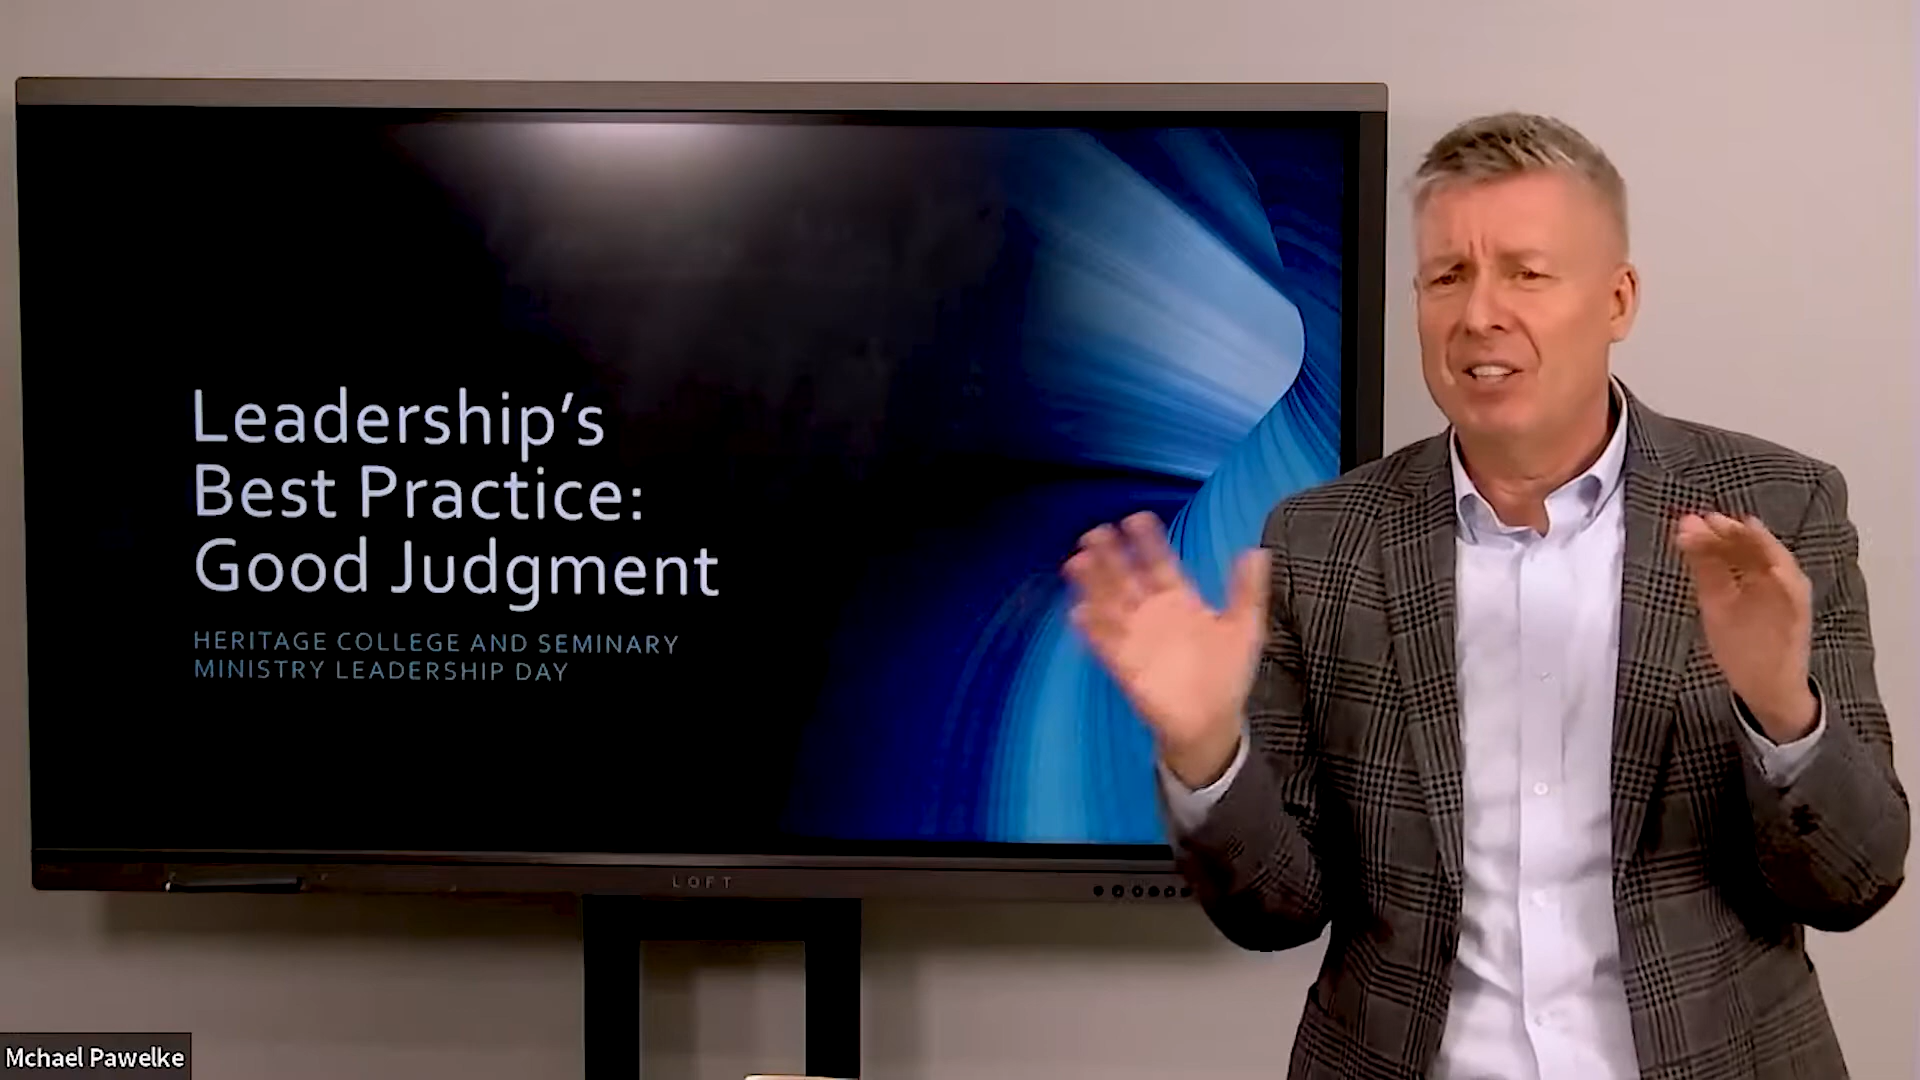 Leadership’s
Best Practice:
Good Judgment
HERITAGE COLLEGE AND SEMINARY
MINISTRY LEADERSHIP DAY
LOFT
Mchael Pawelke